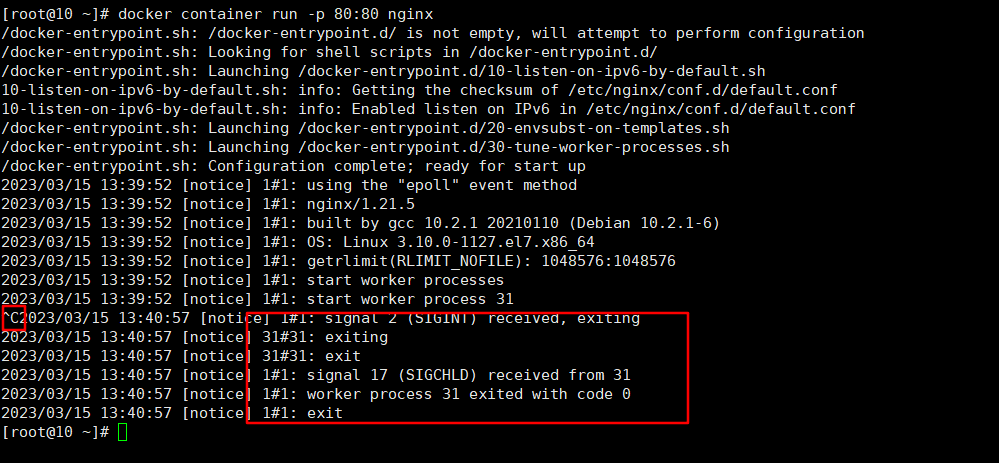 [root@10 ~]# docker container run -p 80:80 nginx
/docker-entrypoint.sh: /docker-entrypoint.d/ is not empty, will attempt to perform configuration
/docker-entrypoint.sh: Looking for shell scripts in /docker-entrypoint.d/
/docker-entrypoint.sh: Launching /docker-entrypoint.d/10-listen-on-ipv6-by-default.sh
10-listen-on-ipv6-by-default.sh: info: Getting the checksum of /etc/nginx/conf.d/default.conf
10-listen-on-ipv6-by-default.sh: info: Enabled listen on IPv6 in /etc/nginx/conf.d/default.conf
/docker-entrypoint.sh: Launching /docker-entrypoint.d/20-envsubst-on-templates.sh
/docker-entrypoint.sh: Launching /docker-entrypoint.d/30-tune-worker-processes.sh
/docker-entrypoint.sh: Configuration complete; ready for start up
2023/03/15 13:39:52 [notice] 1#1: using the "epoll" event method
2023/03/15 13:39:52 [notice] 1#1: nginx/1.21.5
2023/03/15 13:39:52 [notice] 1#1: built by gcc 10.2.1 20210110 (Debian 10.2.1-6)
2023/03/15 13:39:52 [notice] 1#1: OS: Linux 3.10.0-1127.el7.x86_64
2023/03/15 13:39:52 [notice] 1#1: getrlimit(RLIMIT_NOFILE): 1048576:1048576
2023/03/15 13:39:52 [notice] 1#1: start worker processes
2023/03/15 13:39:52 [notice] 1#1: start worker process 31
^C2023/03/15 13:40:57 [notice] 1#1: signal 2 (SIGINT) received, exiting
2023/03/15 13:40:57 [notice] 31#31: exiting
2023/03/15 13:40:57 [notice] 31#31: exit
2023/03/15 13:40:57 [notice] 1#1: signal 17 (SIGCHLD) received from 31
2023/03/15 13:40:57 [notice] 1#1: worker process 31 exited with code 0
2023/03/15 13:40:57 [notice] 1#1: exit
[root@10 ~]#